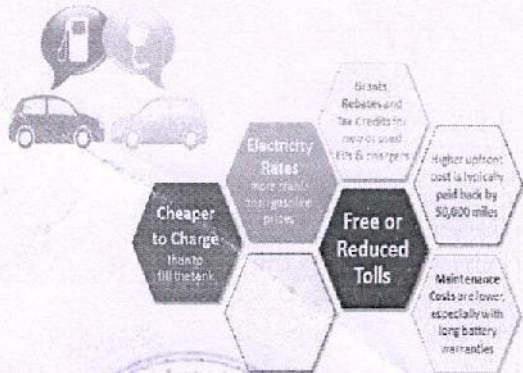 Grants,
Rebates and
Tax Credits for
new or used
EVs & chargers
Electricity
Rates
more stable
than gasoline
prices
Higher upfront
cost is typically
paid back by
50,000 miles
Cheaper
to Charge
than to
fill the tank
Free or
Reduced
Tolls
Maintenance
Costs are lower,
especially with
long battery
warranties